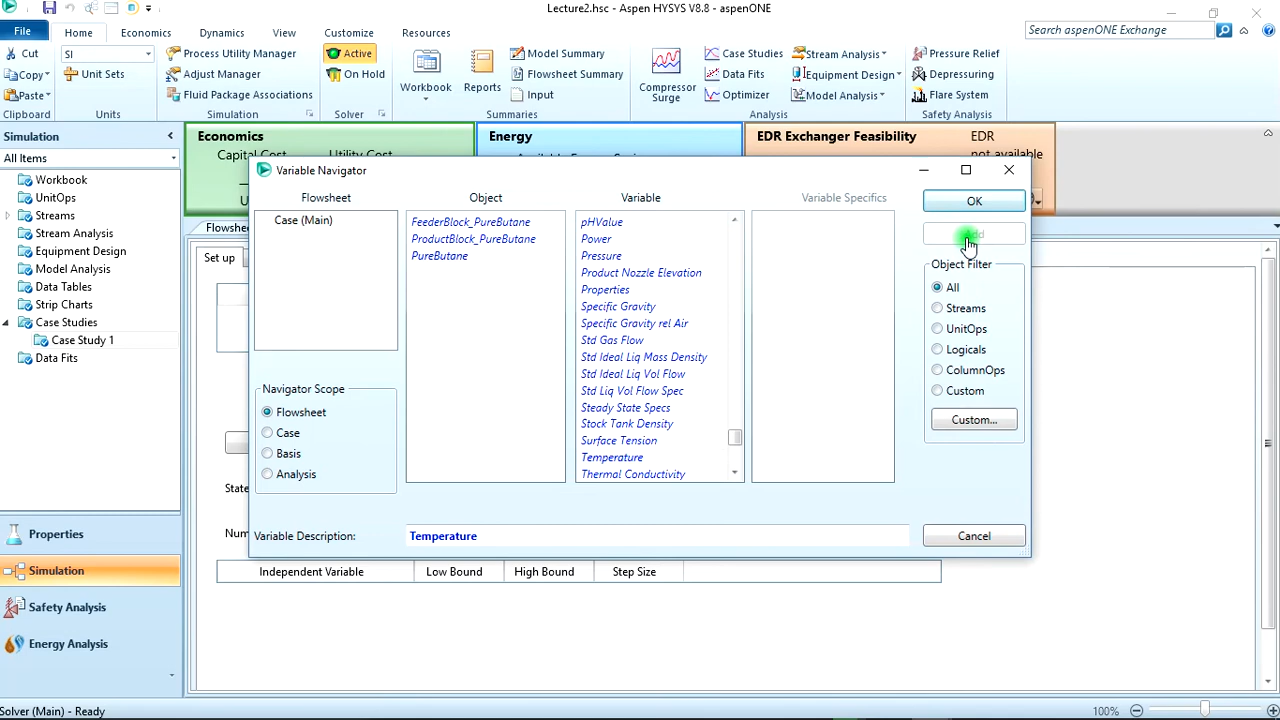 Lecture2.hsc - Aspen HYSYS V8.8 - aspenONE
File Home Economics Dynamics View Customize Resources
Search aspenONE Exchange
Cut SI Process Utility Manager Active Model Summary Case Studies Stream Analysis Pressure Relief
Copy Unit Sets Adjust Manager On Hold Flowsheet Summary Data Fits Equipment Design Depressuring
Paste Fluid Package Associations Workbook Reports Input Compressor Surge Optimizer Model Analysis Flare System
Clipboard Units Simulation Solver Summaries Analysis Safety Analysis
Simulation
All Items
Workbook
UnitOps
Streams
Stream Analysis
Equipment Design
Model Analysis
Data Tables
Strip Charts
Case Studies
Case Study 1
Data Fits
Properties
Simulation
Safety Analysis
Energy Analysis
Economics Energy EDR Exchanger Feasibility EDR
Capital Cost Utility Cost
not available
Flowshe
Set up
Variable Navigator
Flowsheet
Case (Main)
Navigator Scope
Flowsheet
Case
Basis
Analysis
Object
FeederBlock_PureButane
ProductBlock_PureButane
PureButane
Variable
pHValue
Power
Pressure
Product Nozzle Elevation
Properties
Specific Gravity
Specific Gravity rel Air
Std Gas Flow
Std Ideal Liq Mass Density
Std Ideal Liq Vol Flow
Std Liq Vol Flow Spec
Steady State Specs
Stock Tank Density
Surface Tension
Temperature
Thermal Conductivity
Variable Specifics
OK
Object Filter
All
Streams
UnitOps
Logicals
ColumnOps
Custom
Custom...
Variable Description: Temperature
Cancel
State
Num
Independent Variable Low Bound High Bound Step Size
Solver (Main) - Ready
100%